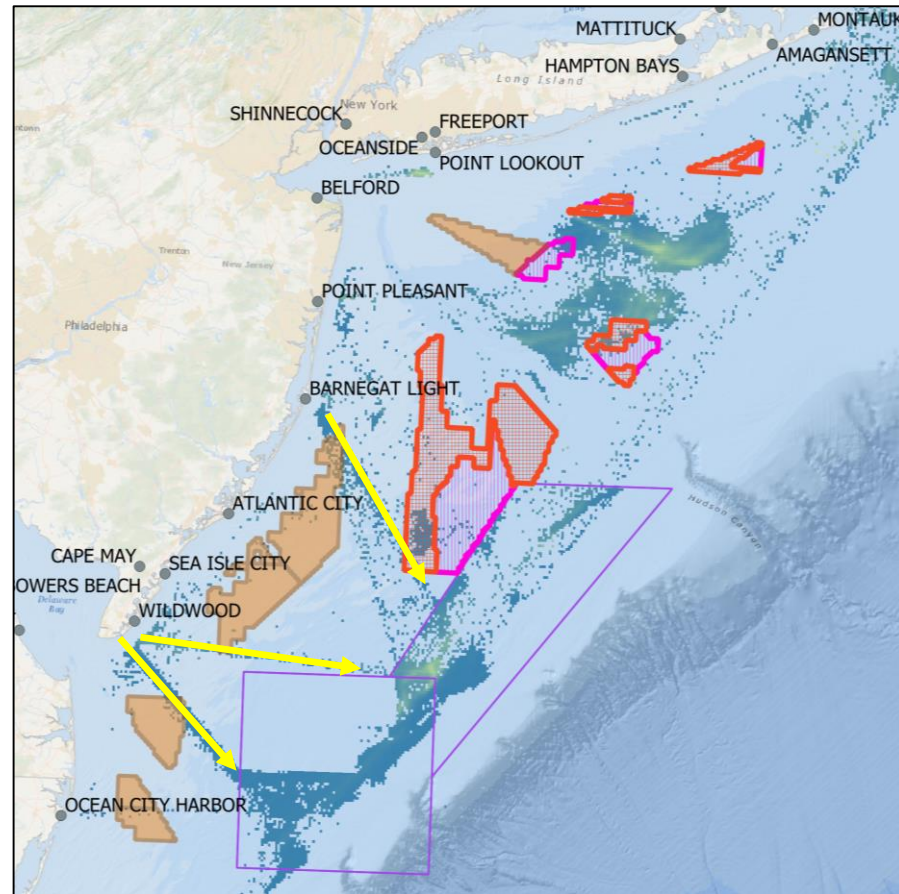 MONTAUK
MATTITUCK
AMAGANSETT
HAMPTON BAYS
Long Island
SHINNECOCK
New York
FREEPORT
OCEANSIDE
POINT LOOKOUT
BELFORD
Trenton
New Jersey
POINT PLEASANT
Philadelphia
BARNEGAT LIGHT
Hudson Canyon
ATLANTIC CITY
CAPE MAY
SEA ISLE CITY
OWERS BEACH
Delaware
Bay
WILDWOOD
OCEAN CITY HARBOR